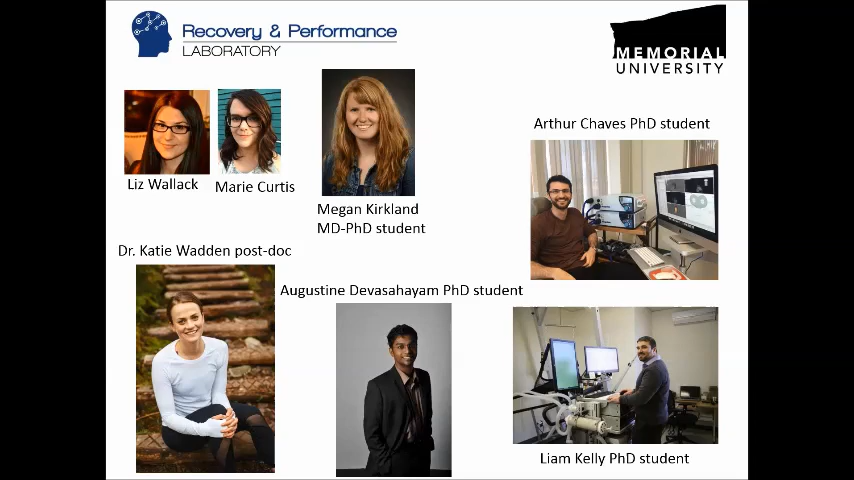 Recovery & Performance
LABORATORY
MEMORIAL
UNIVERSITY
Liz Wallack
Marie Curtis
Megan Kirkland
MD-PhD student
Arthur Chaves PhD student
Dr. Katie Wadden post-doc
Augustine Devasahayam PhD student
Liam Kelly PhD student